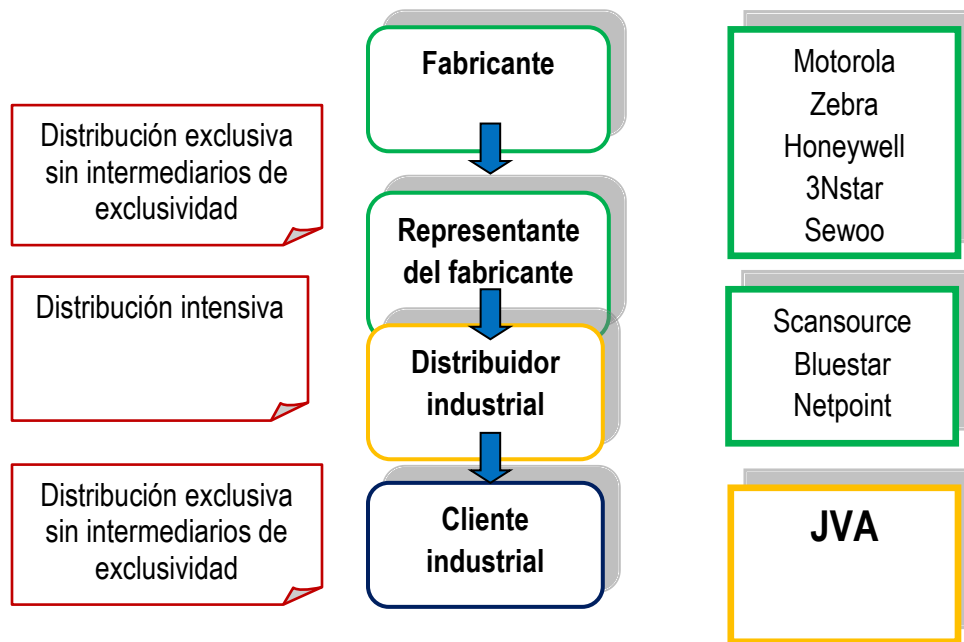 Distribución exclusiva
sin intermediarios de
exclusividad
Distribución intensiva
Distribución exclusiva
sin intermediarios de
exclusividad
Fabricante
Representante
del fabricante
Distribuidor
industrial
Cliente
industrial
Motorola
Zebra
Honeywell
3Nstar
Sewoo
Scansource
Bluestar
Netpoint
JVA